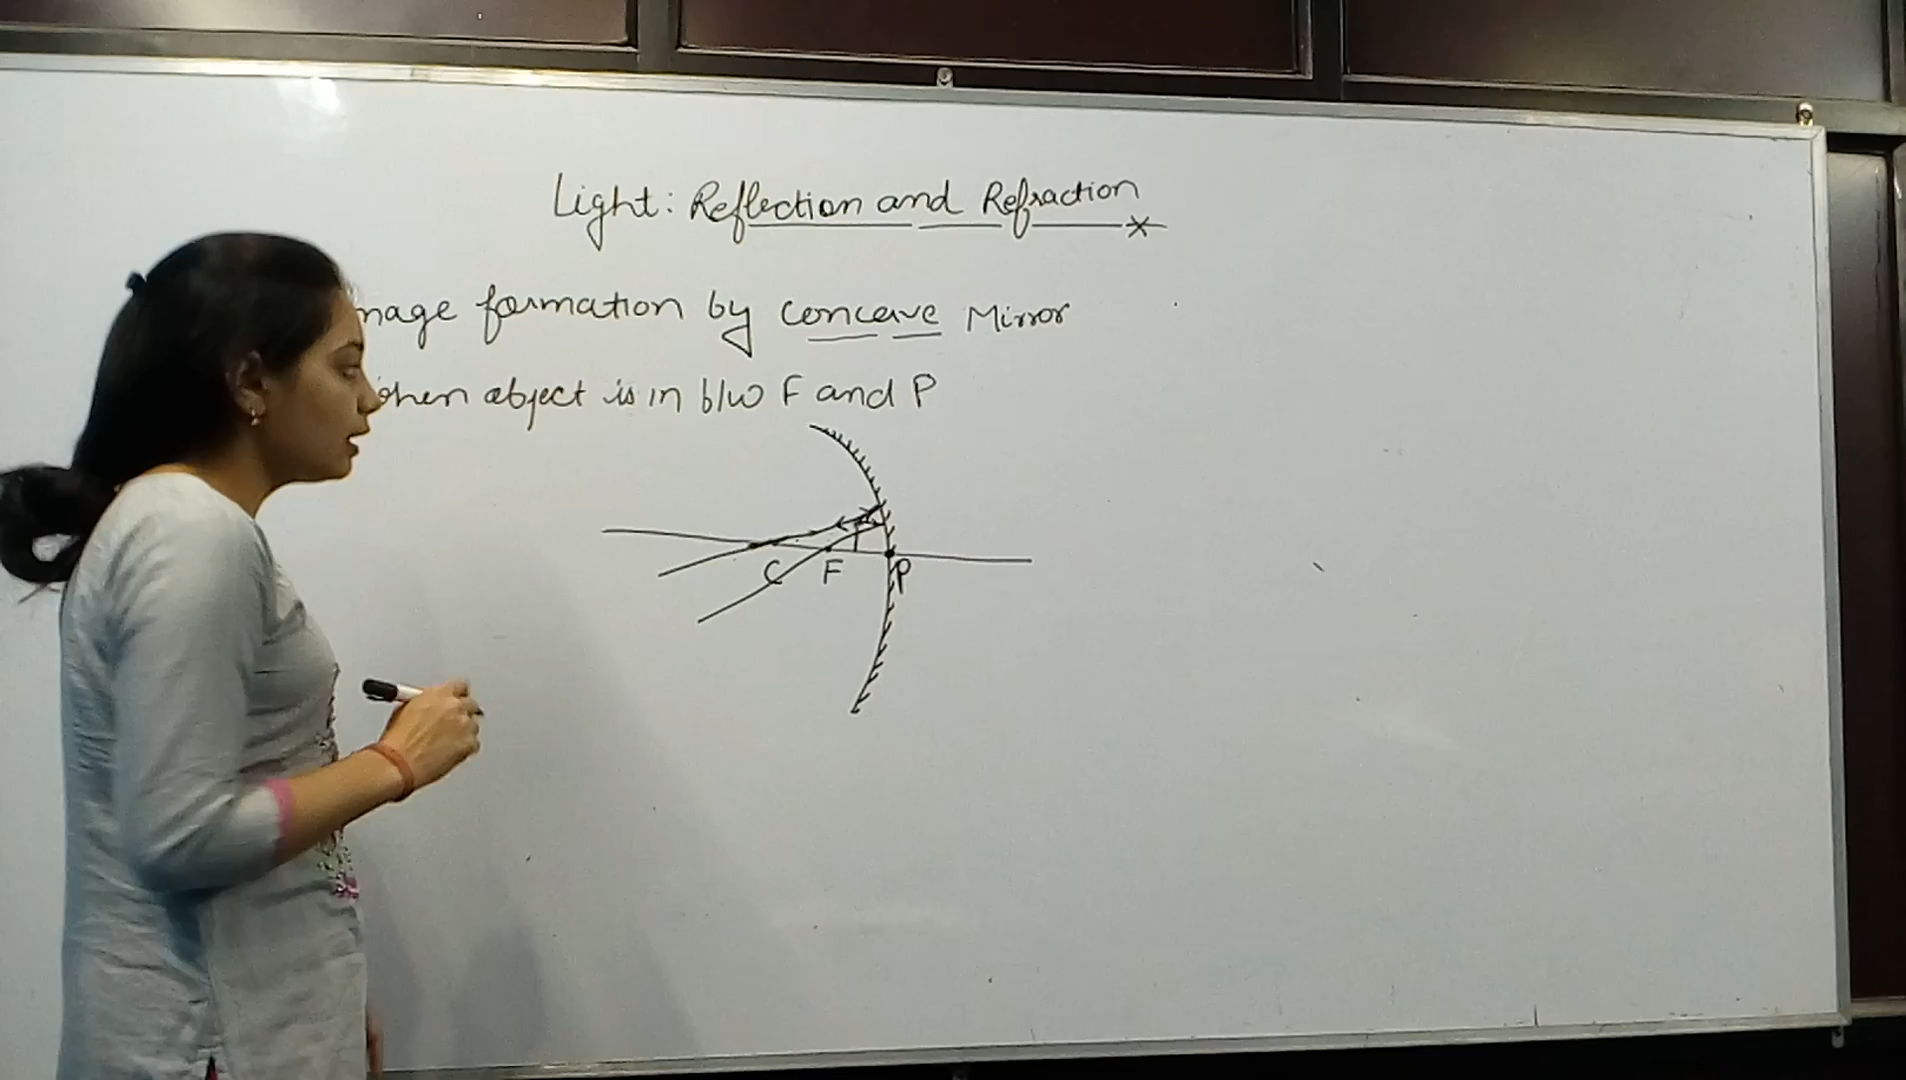 Light: Reflection and Refraction
mage formation by concave Mirror
when object is in b/w F and P
C F P